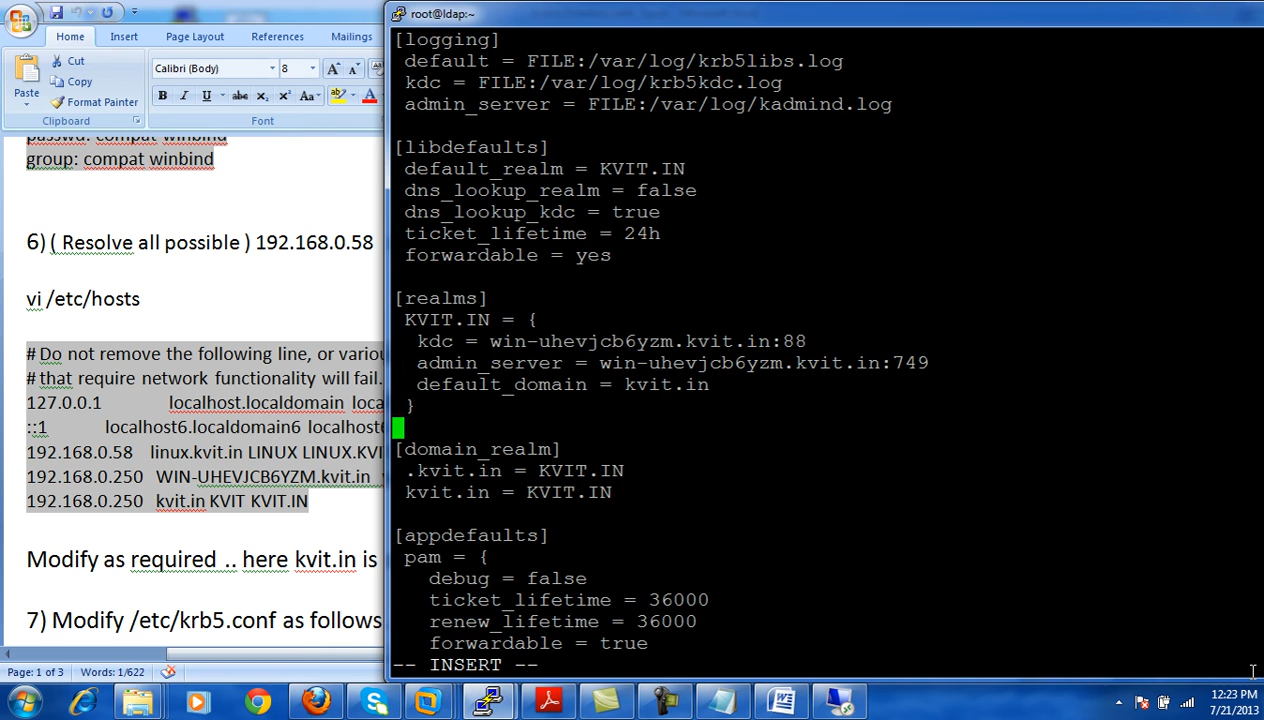 Home Insert Page Layout References Mailings
Paste
Cut
Copy
Format Painter
Clipboard
Calibri (Body) 8
Font
passwd: compat winbind
group: compat winbind
6) ( Resolve all possible ) 192.168.0.58
vi /etc/hosts
# Do not remove the following line, or variou
# that require network functionality will fail.
127.0.0.1 localhost.localdomain loca
::1 localhost6.localdomain6 localhost6
192.168.0.58 linux.kvit.in LINUX LINUX.KVI
192.168.0.250 WIN-UHEVJCB6YZM.kvit.in
192.168.0.250 kvit.in KVIT KVIT.IN
Modify as required .. here kvit.in is
7) Modify /etc/krb5.conf as follows
Page: 1 of 3 Words: 1/622
root@ldap:~
[logging]
default = FILE:/var/log/krb5libs.log
kdc = FILE:/var/log/krb5kdc.log
admin_server = FILE:/var/log/kadmind.log
[libdefaults]
default_realm = KVIT.IN
dns_lookup_realm = false
dns_lookup_kdc = true
ticket_lifetime = 24h
forwardable = yes
[realms]
KVIT.IN = {
kdc = win-uhevjcb6yzm.kvit.in:88
admin_server = win-uhevjcb6yzm.kvit.in:749
default_domain = kvit.in
}
[domain_realm]
.kvit.in = KVIT.IN
kvit.in = KVIT.IN
[appdefaults]
pam = {
debug = false
ticket_lifetime = 36000
renew_lifetime = 36000
forwardable = true
-- INSERT --
12:23 PM
7/21/2013